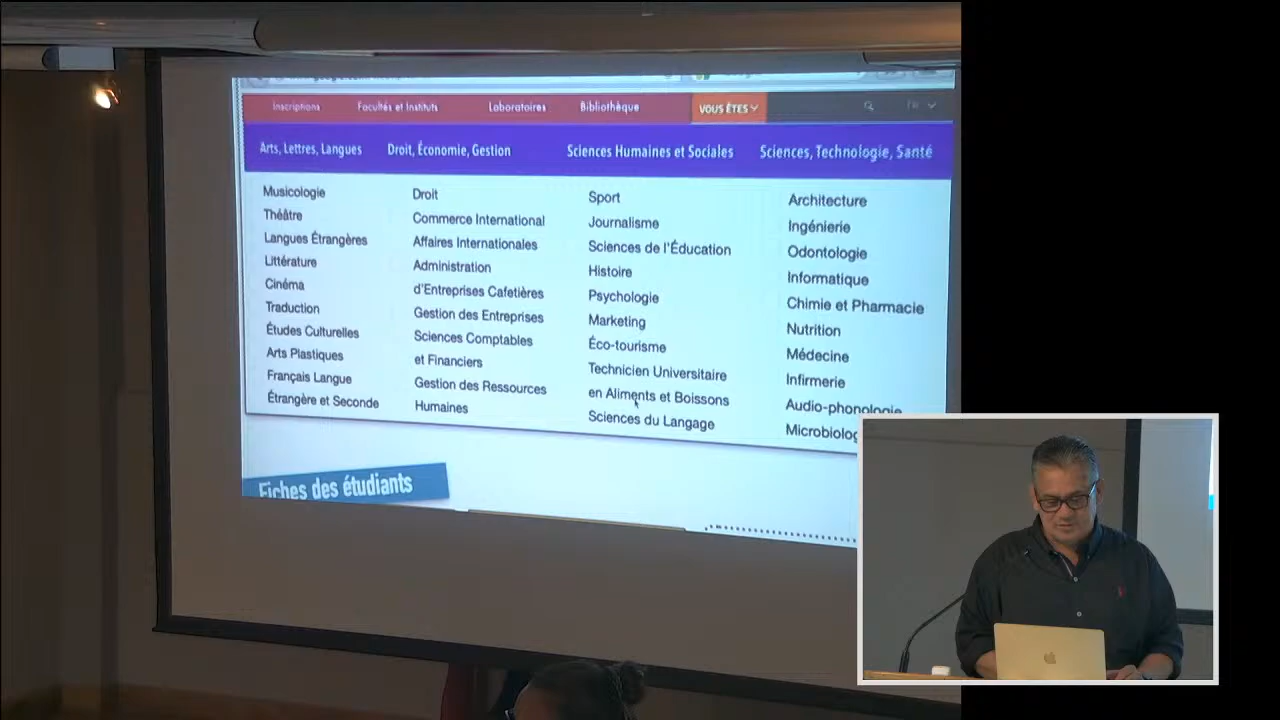 Inscriptions Facultés et Instituts Laboratoires Bibliothèque VOUS ÊTES FR
Arts, Lettres, Langues
Musicologie
Théâtre
Langues Étrangères
Littérature
Cinéma
Traduction
Études Culturelles
Arts Plastiques
Français Langue
Étrangère et Seconde
Droit, Économie, Gestion
Droit
Commerce International
Affaires Internationales
Administration
d'Entreprises Cafetières
Gestion des Entreprises
Sciences Comptables
et Financiers
Gestion des Ressources
Humaines
Sciences Humaines et Sociales
Sport
Journalisme
Sciences de l'Éducation
Histoire
Psychologie
Marketing
Éco-tourisme
Technicien Universitaire
en Aliments et Boissons
Sciences du Langage
Sciences, Technologie, Santé
Architecture
Ingénierie
Odontologie
Informatique
Chimie et Pharmacie
Nutrition
Médecine
Infirmerie
Audio-phonologie
Fiches des étudiants